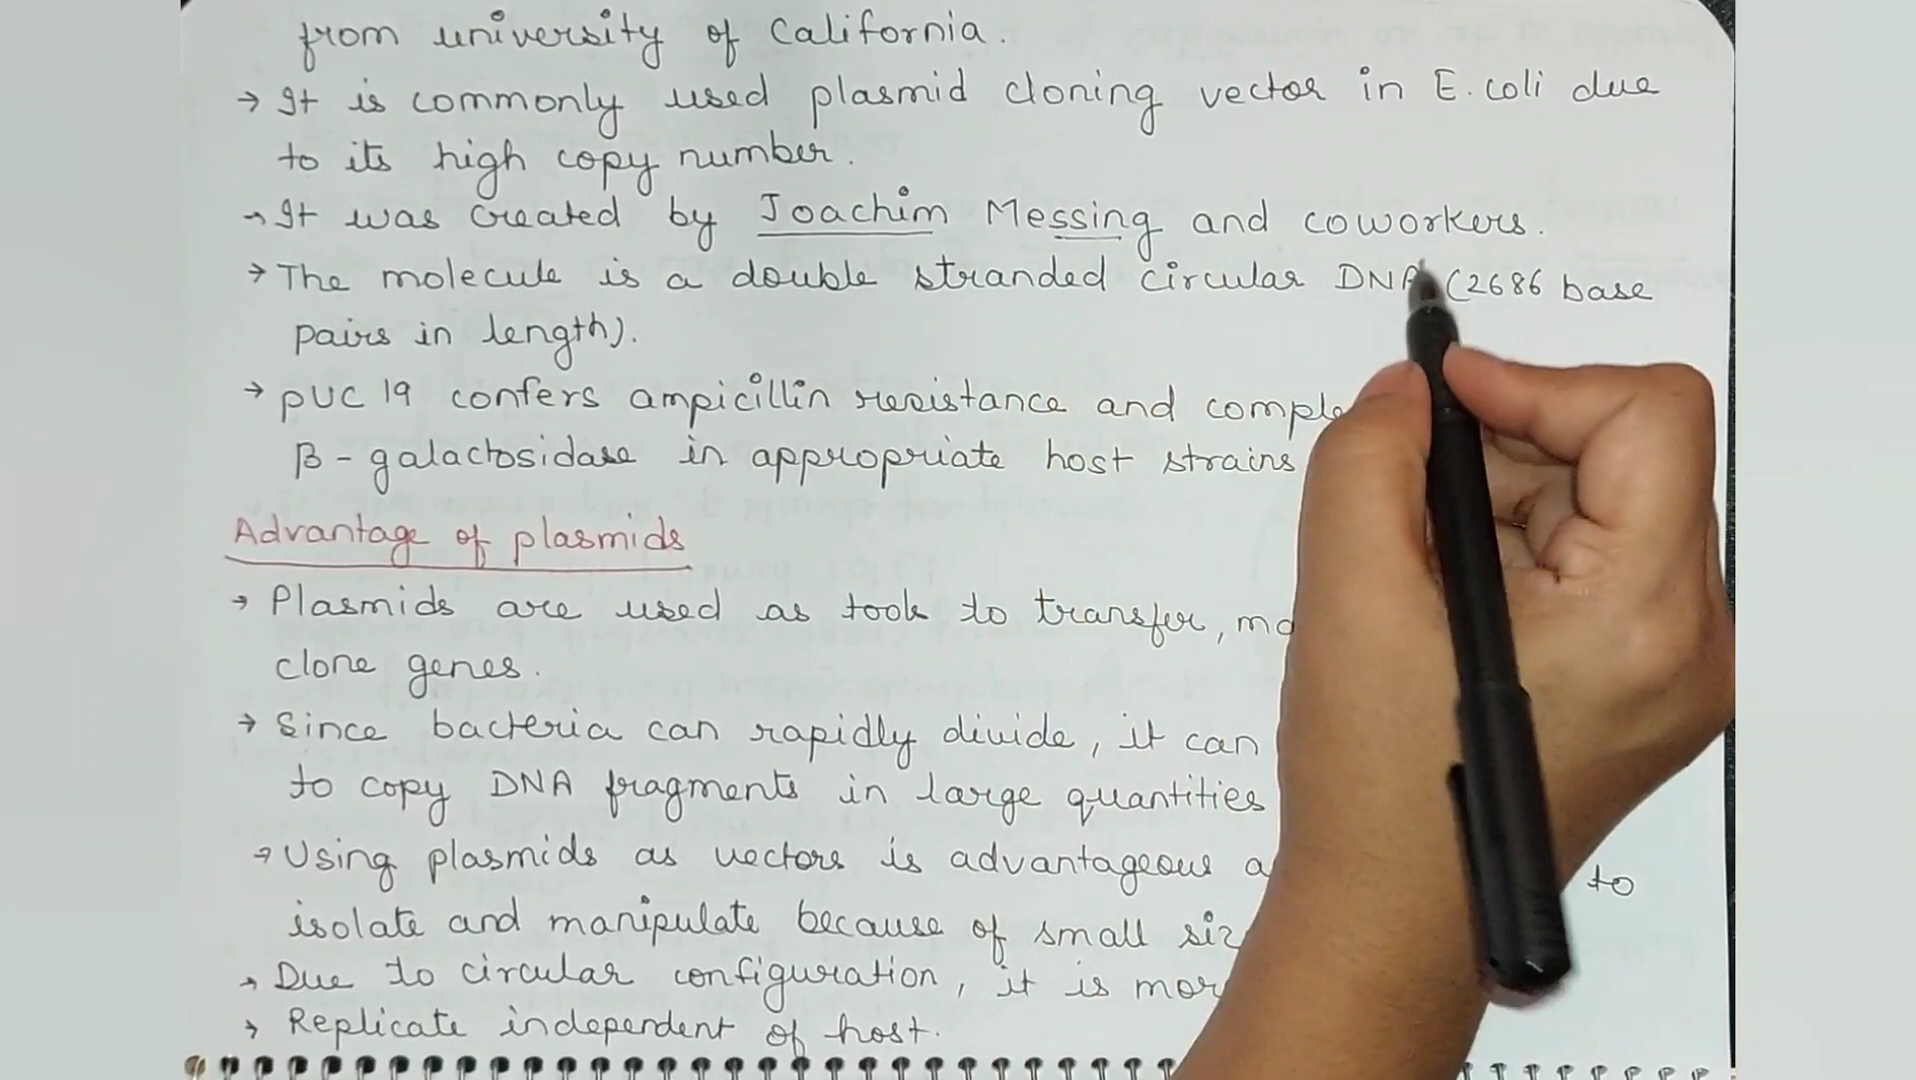 from university of California.
→ It is commonly used plasmid cloning vector in E. coli due
to its high copy number.
→ It was created by Joachim Messing and coworkers.
→ The molecule is a double stranded circular DNA (2686 base
pairs in length).
→ pUC 19 confers ampicillin resistance and
β - galactosidase in appropriate host strains
Advantage of plasmids
→ Plasmids are used as tools to transfer,
clone genes.
→ Since bacteria can rapidly divide, it can
to copy DNA fragments in large quantities
→ Using plasmids as vectors is advantageous to
isolate and manipulate because of small
→ Due to circular configuration, it is
→ Replicate independent of host.